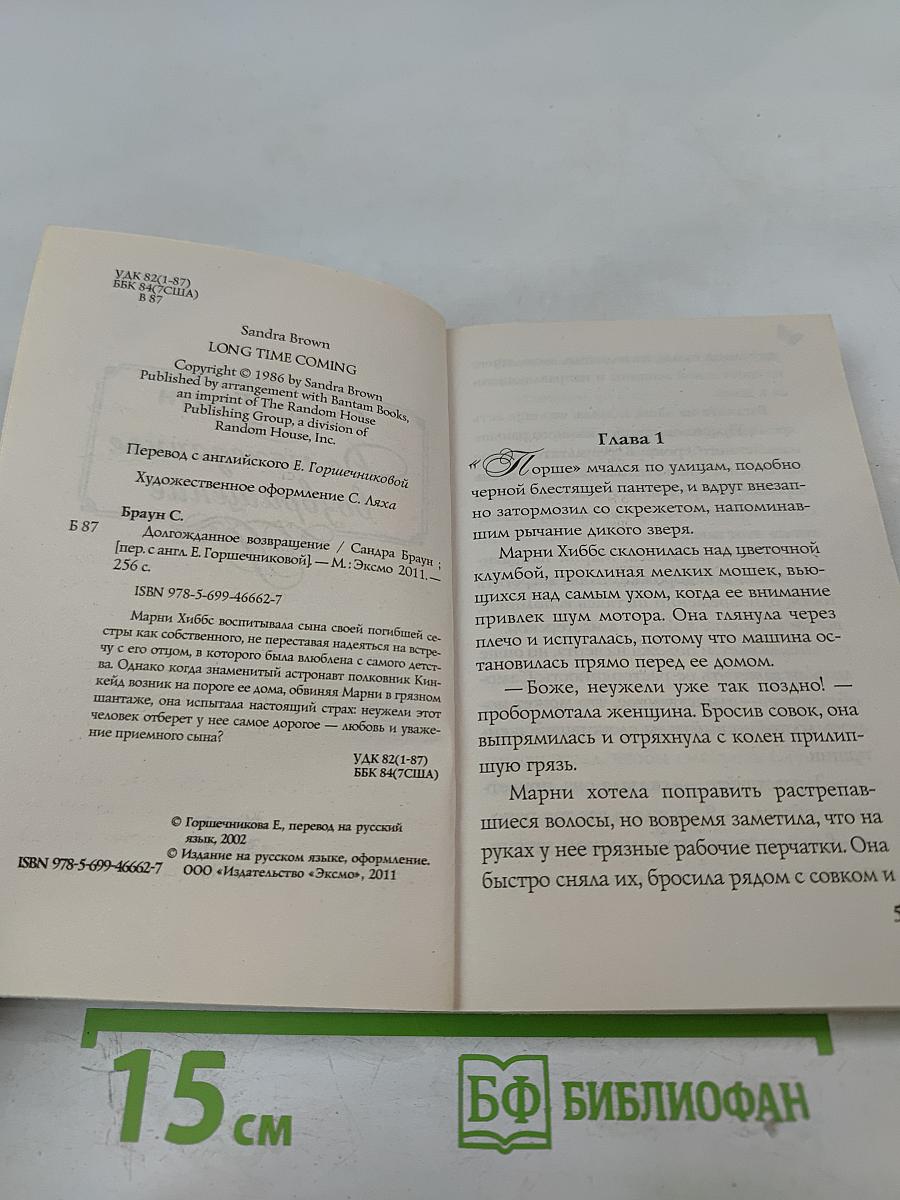 УДК 82(1-87)
ББК 84(7США)
В 87
Sandra Brown
LONG TIME COMING
Copyright © 1986 by Sandra Brown
Published by arrangement with Bantam Books,
an imprint of The Random House
Publishing Group, a division of
Random House, Inc.
Перевод с английского Е. Горшечниковой
Художественное оформление С. Ляха
Браун С.
Б 87
Долгожданное возвращение / Сандра Браун ;
[пер. с англ. Е. Горшечниковой]. — М. : Эксмо 2011. —
256 с.
ISBN 978-5-699-46662-7
Марни Хиббс воспитывала сына своей погибшей се-
стры как собственного, не переставая надеяться на встре-
чу с его отцом, в которого была влюблена с самого детст-
ва. Однако когда знаменитый астронавт полковник Кин-
кейд возник на пороге ее дома, обвиняя Марни в грязном
шантаже, она испытала настоящий страх: неужели этот
человек отберет у нее самое дорогое — любовь и уваже-
ние приемного сына?
УДК 82(1-87)
ББК 84(7США)
© Горшечникова Е., перевод на русский
язык, 2002
© Издание на русском языке, оформление.
ООО «Издательство «Эксмо», 2011
ISBN 978-5-699-46662-7
Глава 1
«Порше» мчался по улицам, подобно
черной блестящей пантере, и вдруг внезап-
но затормозил со скрежетом, напоминав-
шим рычание дикого зверя.
Марни Хиббс склонилась над цветочной
клумбой, проклиная мелких мошек, вью-
щихся над самым ухом, когда ее внимание
привлек шум мотора. Она глянула через
плечо и испугалась, потому что машина ос-
тановилась прямо перед ее домом.
— Боже, неужели уже так поздно! —
пробормотала женщина. Бросив совок, она
выпрямилась и отряхнула с колен прилип-
шую грязь.
Марни хотела поправить растрепав-
шиеся волосы, но вовремя заметила, что на
руках у нее грязные рабочие перчатки. Она
быстро сняла их, бросила рядом с совком и
5
15 см
БФ БИБЛИОФАН